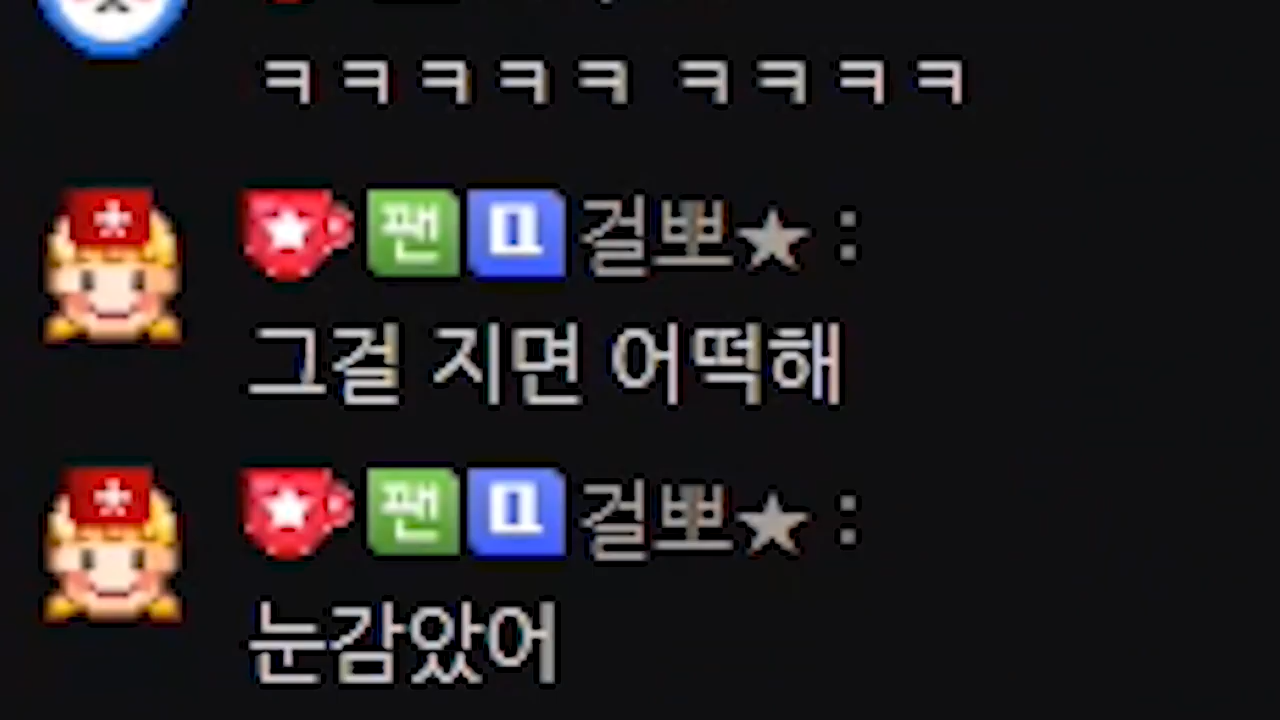 ㅋㅋㅋㅋㅋ ㅋㅋㅋㅋ
팬 걸뽀★ :
그걸 지면 어떡해
팬 걸뽀★ :
눈감았어